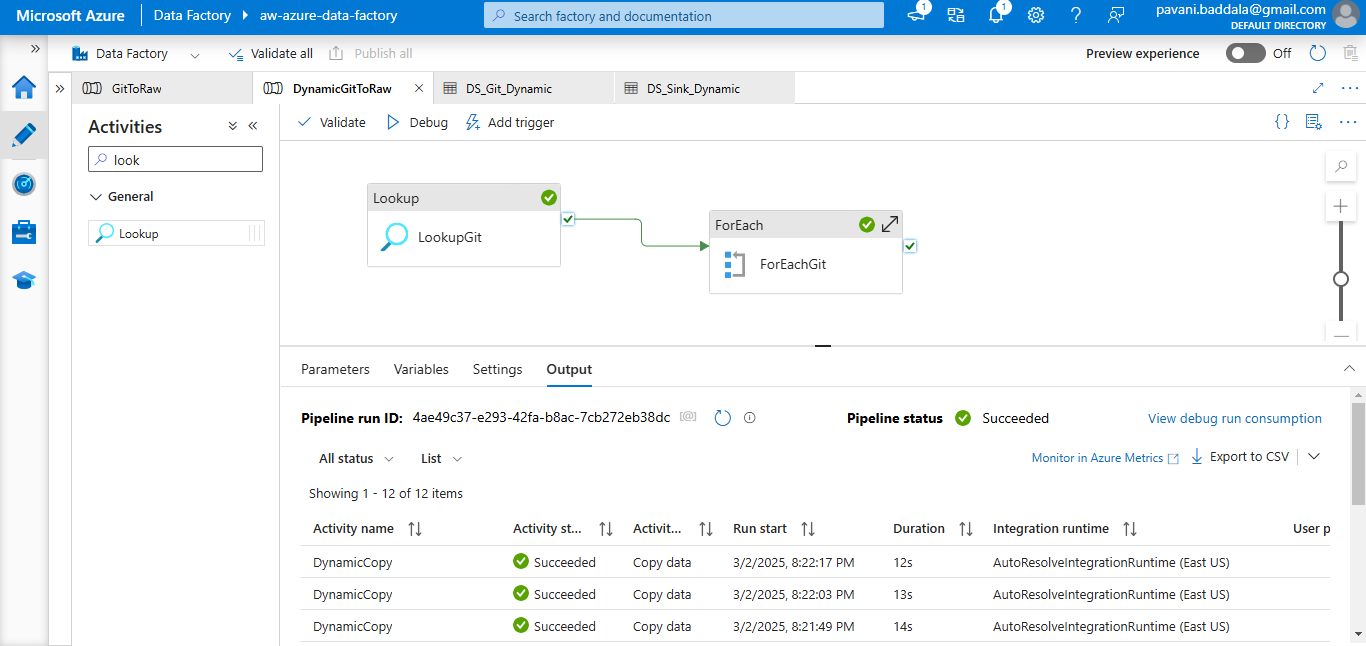 Microsoft Azure Data Factory aw-azure-data-factory Search factory and documentation 1 1 pavani.baddala@gmail.com
DEFAULT DIRECTORY
Data Factory Validate all Publish all Preview experience Off
GitToRaw DynamicGitToRaw DS_Git_Dynamic DS_Sink_Dynamic
Activities
look
General
Lookup
Validate Debug Add trigger
Lookup
LookupGit
ForEach
ForEachGit
Parameters Variables Settings Output
Pipeline run ID: 4ae49c37-e293-42fa-b8ac-7cb272eb38dc Pipeline status Succeeded View debug run consumption
All status List Monitor in Azure Metrics Export to CSV
Showing 1 - 12 of 12 items
Activity name Activity st... Activit... Run start Duration Integration runtime User p
DynamicCopy Succeeded Copy data 3/2/2025, 8:22:17 PM 12s AutoResolveIntegrationRuntime (East US)
DynamicCopy Succeeded Copy data 3/2/2025, 8:22:03 PM 13s AutoResolveIntegrationRuntime (East US)
DynamicCopy Succeeded Copy data 3/2/2025, 8:21:49 PM 14s AutoResolveIntegrationRuntime (East US)